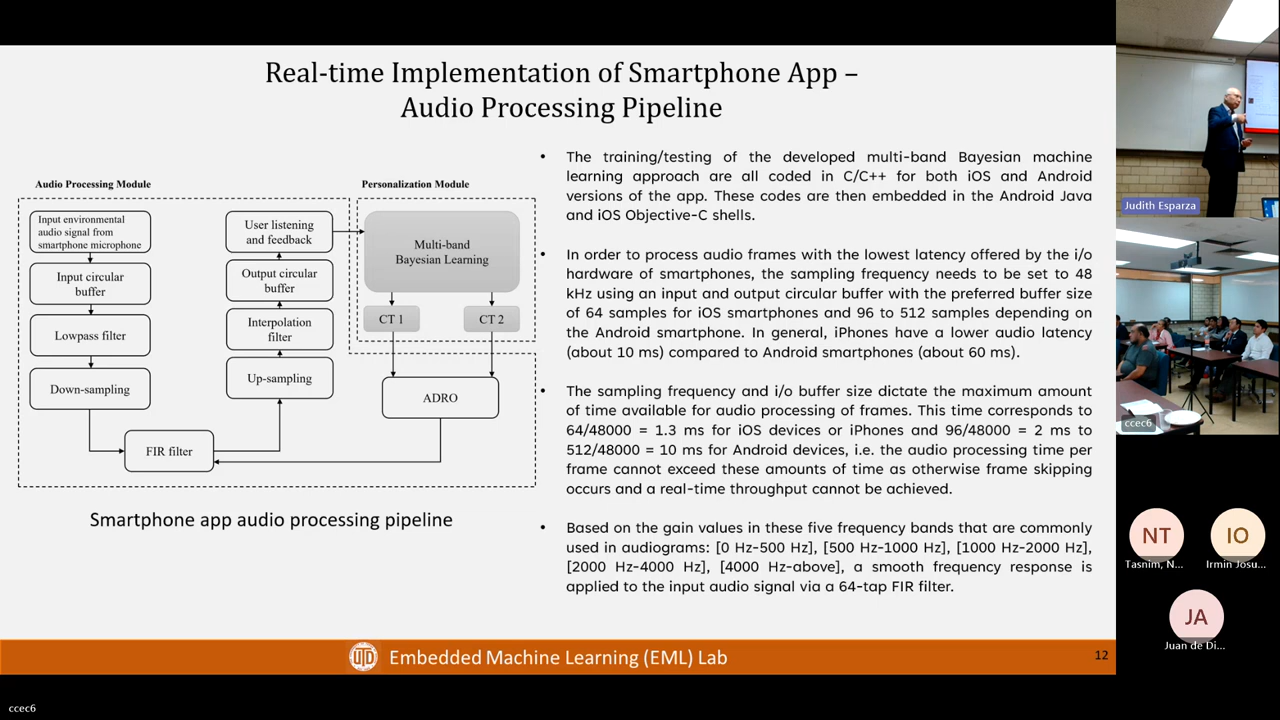 Real-time Implementation of Smartphone App –
Audio Processing Pipeline
Audio Processing Module
Personalization Module
Input environmental
audio signal from
smartphone microphone
Input circular
buffer
Lowpass filter
Down-sampling
FIR filter
User listening
and feedback
Output circular
buffer
Interpolation
filter
Up-sampling
Multi-band
Bayesian Learning
CT 1
CT 2
ADRO
Smartphone app audio processing pipeline
• The training/testing of the developed multi-band Bayesian machine
learning approach are all coded in C/C++ for both iOS and Android
versions of the app. These codes are then embedded in the Android Java
and iOS Objective-C shells.
• In order to process audio frames with the lowest latency offered by the i/o
hardware of smartphones, the sampling frequency needs to be set to 48
kHz using an input and output circular buffer with the preferred buffer size
of 64 samples for iOS smartphones and 96 to 512 samples depending on
the Android smartphone. In general, iPhones have a lower audio latency
(about 10 ms) compared to Android smartphones (about 60 ms).
• The sampling frequency and i/o buffer size dictate the maximum amount
of time available for audio processing of frames. This time corresponds to
64/48000 = 1.3 ms for iOS devices or iPhones and 96/48000 = 2 ms to
512/48000 = 10 ms for Android devices, i.e. the audio processing time per
frame cannot exceed these amounts of time as otherwise frame skipping
occurs and a real-time throughput cannot be achieved.
• Based on the gain values in these five frequency bands that are commonly
used in audiograms: [0 Hz-500 Hz], [500 Hz-1000 Hz], [1000 Hz-2000 Hz],
[2000 Hz-4000 Hz], [4000 Hz-above], a smooth frequency response is
applied to the input audio signal via a 64-tap FIR filter.
UTD
Embedded Machine Learning (EML) Lab
12
Judith Esparza
ccec6
NT
Tasnim, N...
IO
Irmin Josu...
JA
Juan de Di...
ccec6